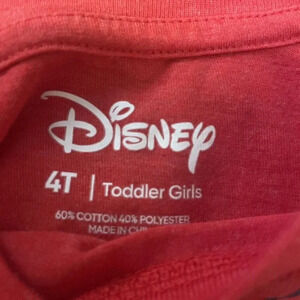 Disney
4T | Toddler Girls
60% COTTON 40% POLYESTER
MADE IN